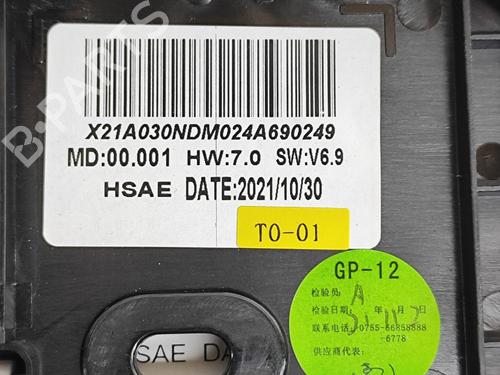 X21A030NDM024A690249
MD:00.001 HW:7.0 SW:V6.9
HSAE DATE:2021/10/30
TO-01
GP-12
检验员: A
检验日期: 年 月 日
联系电话:0755-66858888
-6778
供应商代表:
SAE DA
B-PARTS